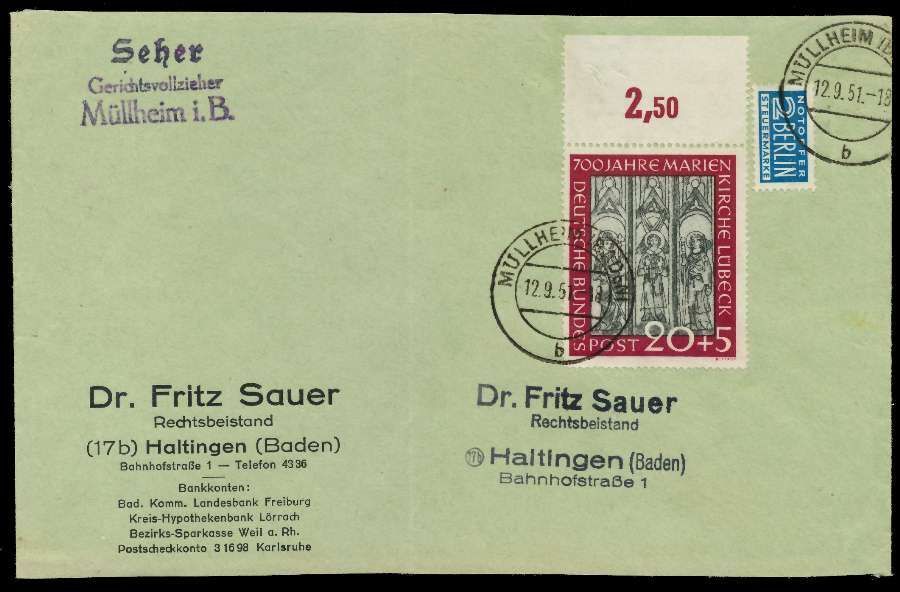 Seher
Gerichtsvollzieher
Müllheim i. B.
2,50
700 JAHRE MARIEN
KIRCHE LÜBECK
DEUTSCHE BUNDES
POST 20+5
NOTOPFER
2 BERLIN
STEUERMARKE
MÜLLHEIM (B
12.9.51.-18
b
MÜLLHEIM (BADEN)
12.9.51.-18
b
Dr. Fritz Sauer
Rechtsbeistand
(17b) Haltingen (Baden)
Bahnhofstraße 1 — Telefon 4336
Bankkonten:
Bad. Komm. Landesbank Freiburg
Kreis-Hypothekenbank Lörrach
Bezirks-Sparkasse Weil a. Rh.
Postscheckkonto 31698 Karlsruhe
Dr. Fritz Sauer
Rechtsbeistand
17b Haltingen (Baden)
Bahnhofstraße 1